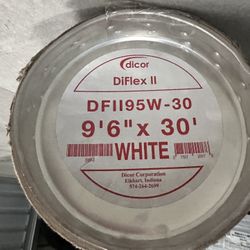 dicor
DiFlex II
DFII95W-30
9'6" x 30'
WHITE
Dicor Corporation
Elkhart, Indiana
574-264-2699